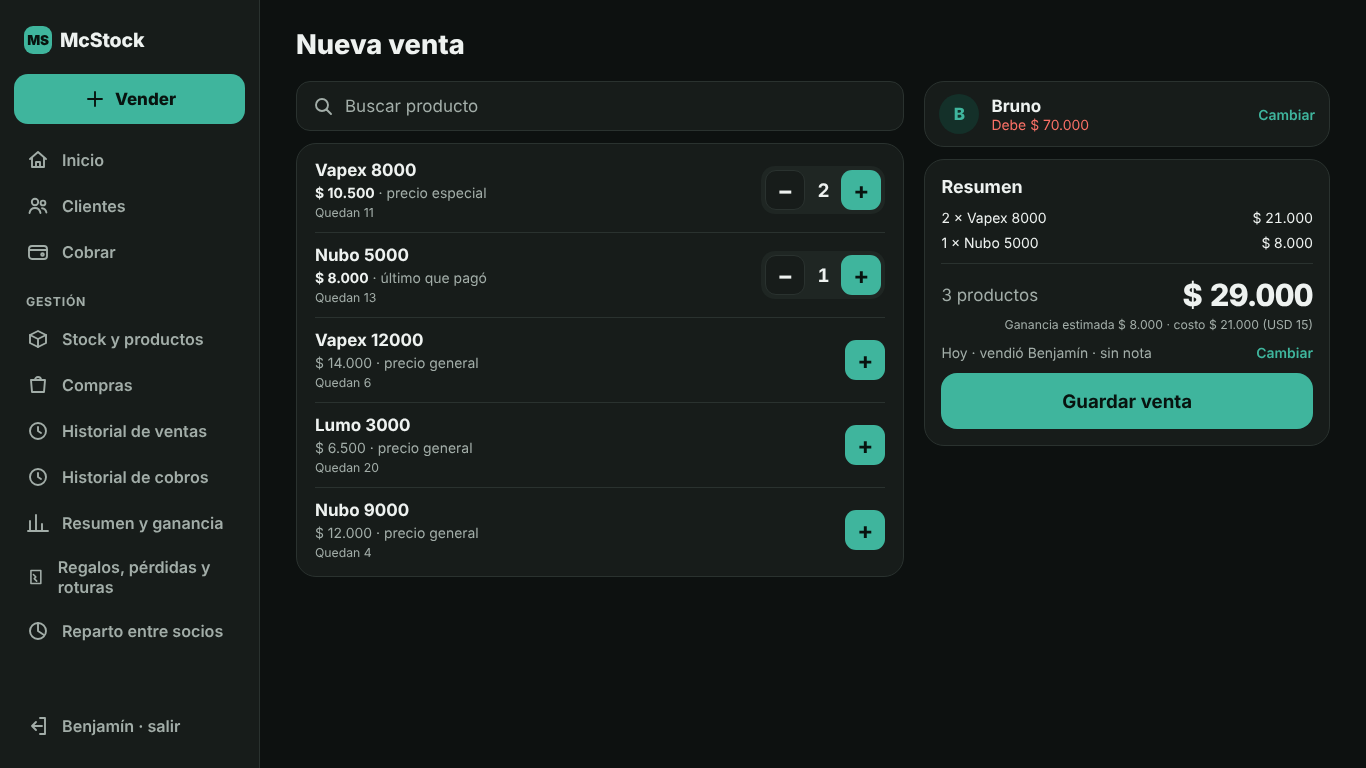 MS McStock
+ Vender
Inicio
Clientes
Cobrar
GESTIÓN
Stock y productos
Compras
Historial de ventas
Historial de cobros
Resumen y ganancia
Regalos, pérdidas y
roturas
Reparto entre socios
Benjamín · salir
Nueva venta
Buscar producto
Vapex 8000
$ 10.500 · precio especial
Quedan 11
− 2 +
Nubo 5000
$ 8.000 · último que pagó
Quedan 13
− 1 +
Vapex 12000
$ 14.000 · precio general
Quedan 6
+
Lumo 3000
$ 6.500 · precio general
Quedan 20
+
Nubo 9000
$ 12.000 · precio general
Quedan 4
+
B
Bruno
Debe $ 70.000
Cambiar
Resumen
2 × Vapex 8000 $ 21.000
1 × Nubo 5000 $ 8.000
3 productos $ 29.000
Ganancia estimada $ 8.000 · costo $ 21.000 (USD 15)
Hoy · vendió Benjamín · sin nota Cambiar
Guardar venta